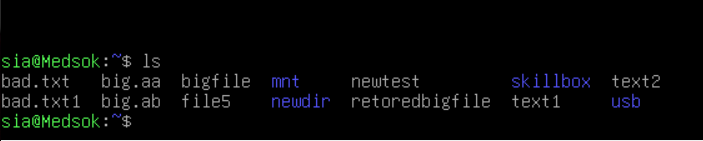 sia@Medsok:~$ ls
bad.txt big.aa bigfile mnt newtest skillbox text2
bad.txt1 big.ab file5 newdir retoredbigfile text1 usb
sia@Medsok:~$